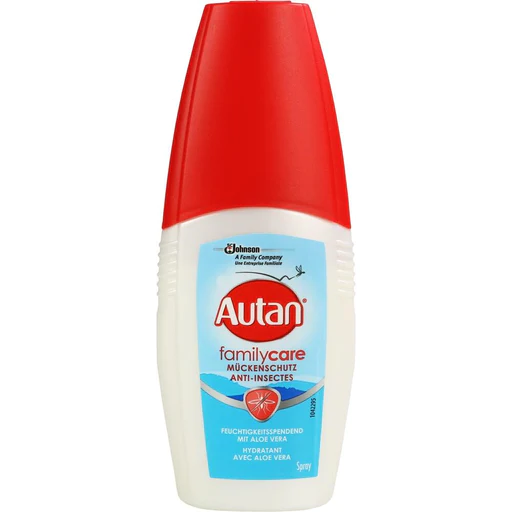 SC Johnson
A Family Company
Une Entreprise Familiale
Autan®
familycare
MÜCKENSCHUTZ
ANTI-INSECTES
1042295
FEUCHTIGKEITSSPENDEND
MIT ALOE VERA
HYDRATANT
AVEC ALOE VERA
Spray